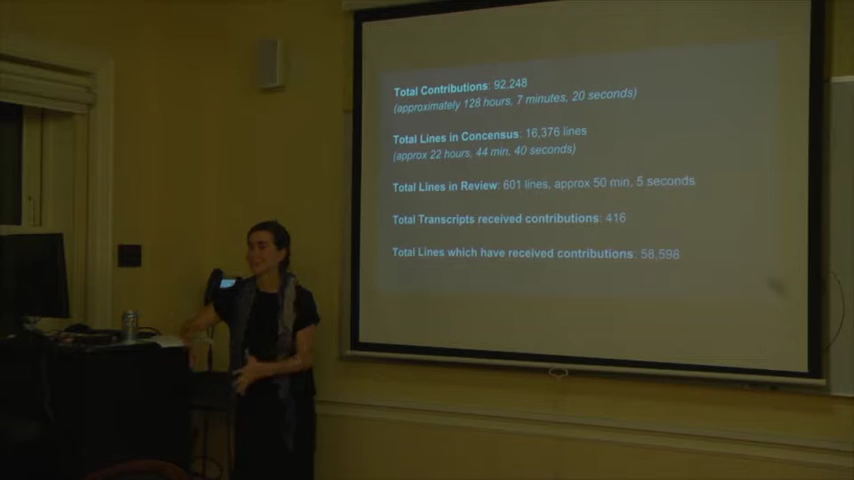 Total Contributions: 92,248
(approximately 128 hours, 7 minutes, 20 seconds)
Total Lines in Concensus: 16,376 lines
(approx 22 hours, 44 min, 40 seconds)
Total Lines in Review: 601 lines, approx 50 min, 5 seconds
Total Transcripts received contributions: 416
Total Lines which have received contributions: 58,598